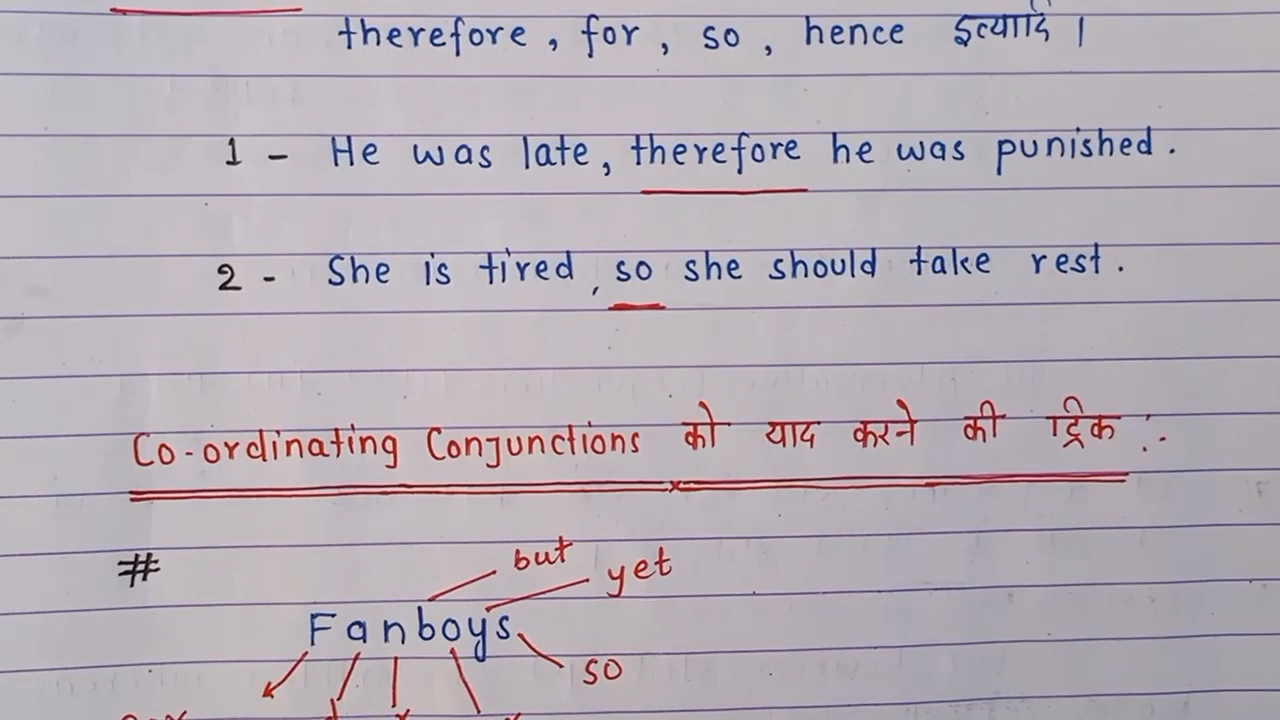 therefore, for, so, hence इत्यादि ।
1 - He was late, therefore he was punished.
2 - She is tired, so she should take rest.
Co-ordinating Conjunctions को याद करने की ट्रिक :-
#
but
yet
Fanboys
so